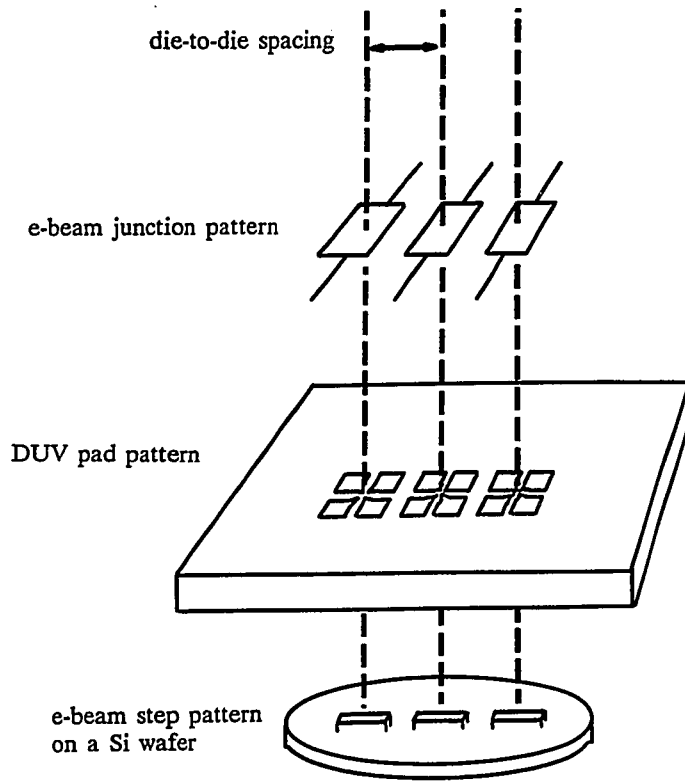 die-to-die spacing
e-beam junction pattern
DUV pad pattern
e-beam step pattern
on a Si wafer